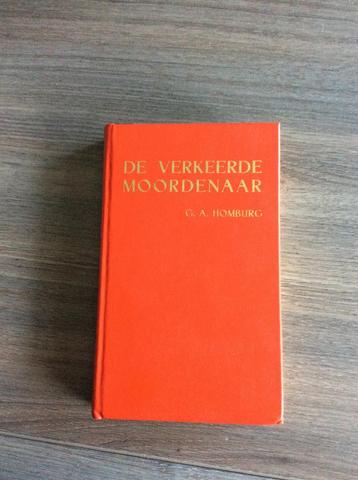 DE VERKEERDE
MOORDENAAR
G. A. HOMBURG